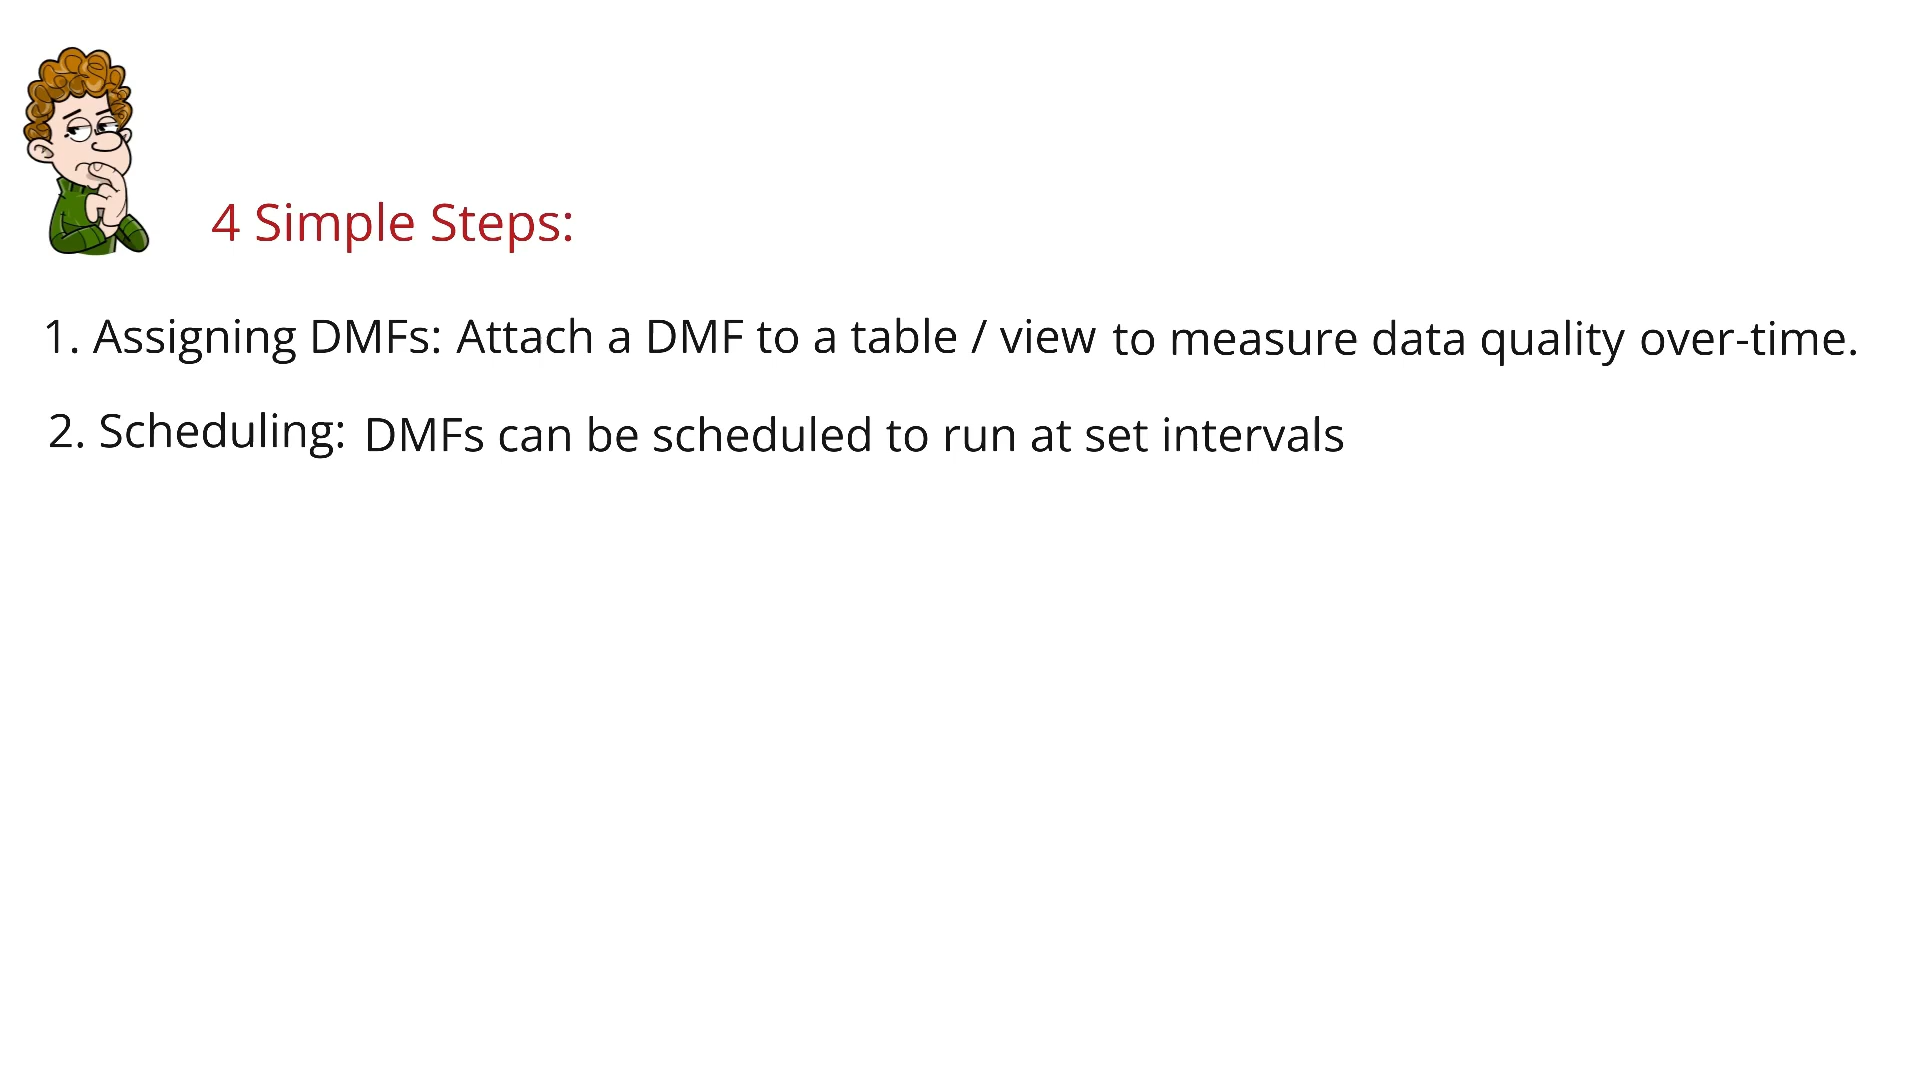 4 Simple Steps:
1. Assigning DMFs: Attach a DMF to a table / view to measure data quality over-time.
2. Scheduling: DMFs can be scheduled to run at set intervals